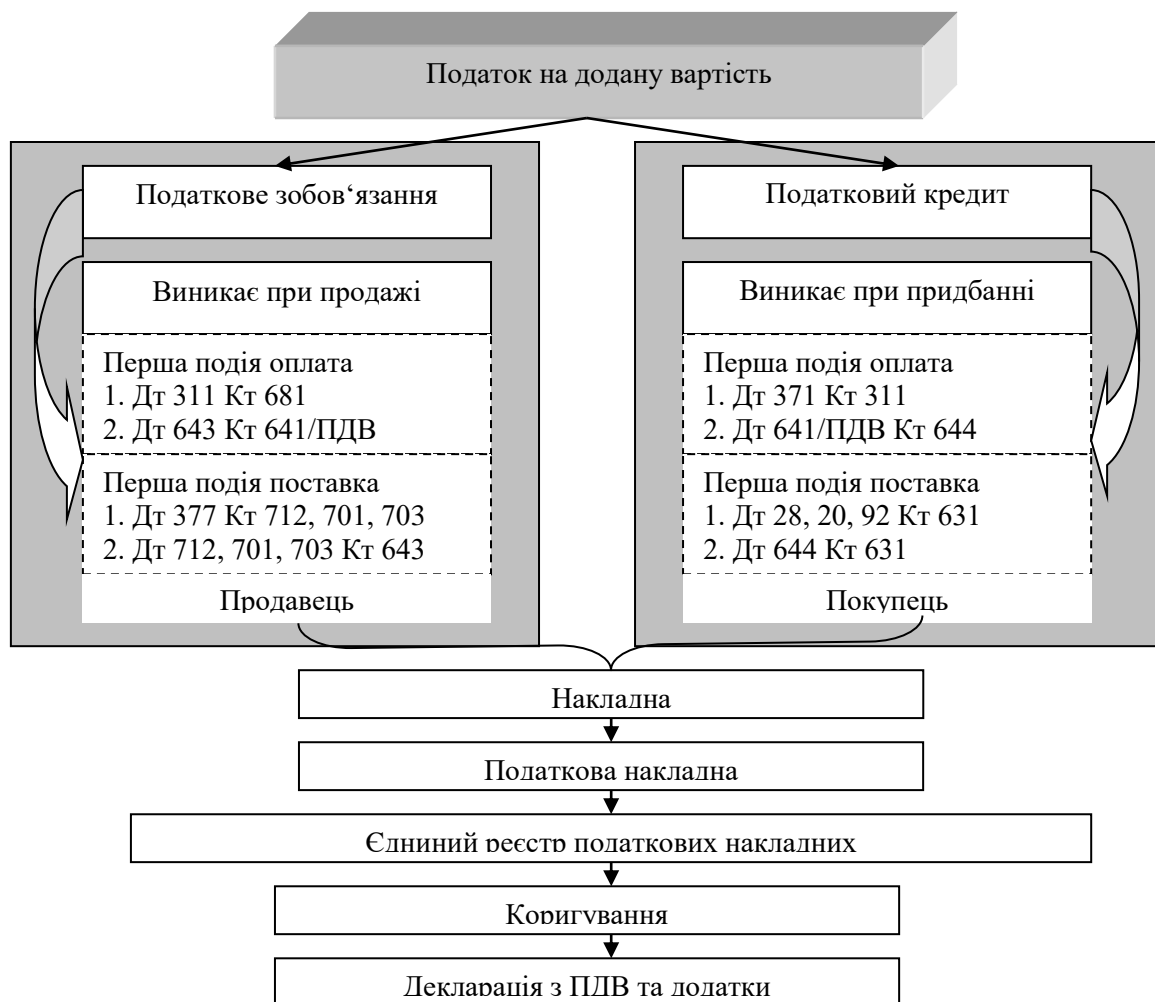 Податок на додану вартість
Податкове зобов‘язання
Виникає при продажі
Перша подія оплата
1. Дт 311 Кт 681
2. Дт 643 Кт 641/ПДВ
Перша подія поставка
1. Дт 377 Кт 712, 701, 703
2. Дт 712, 701, 703 Кт 643
Продавець
Податковий кредит
Виникає при придбанні
Перша подія оплата
1. Дт 371 Кт 311
2. Дт 641/ПДВ Кт 644
Перша подія поставка
1. Дт 28, 20, 92 Кт 631
2. Дт 644 Кт 631
Покупець
Накладна
Податкова накладна
Єдниний реєстр податкових накладних
Коригування
Декларація з ПДВ та додатки